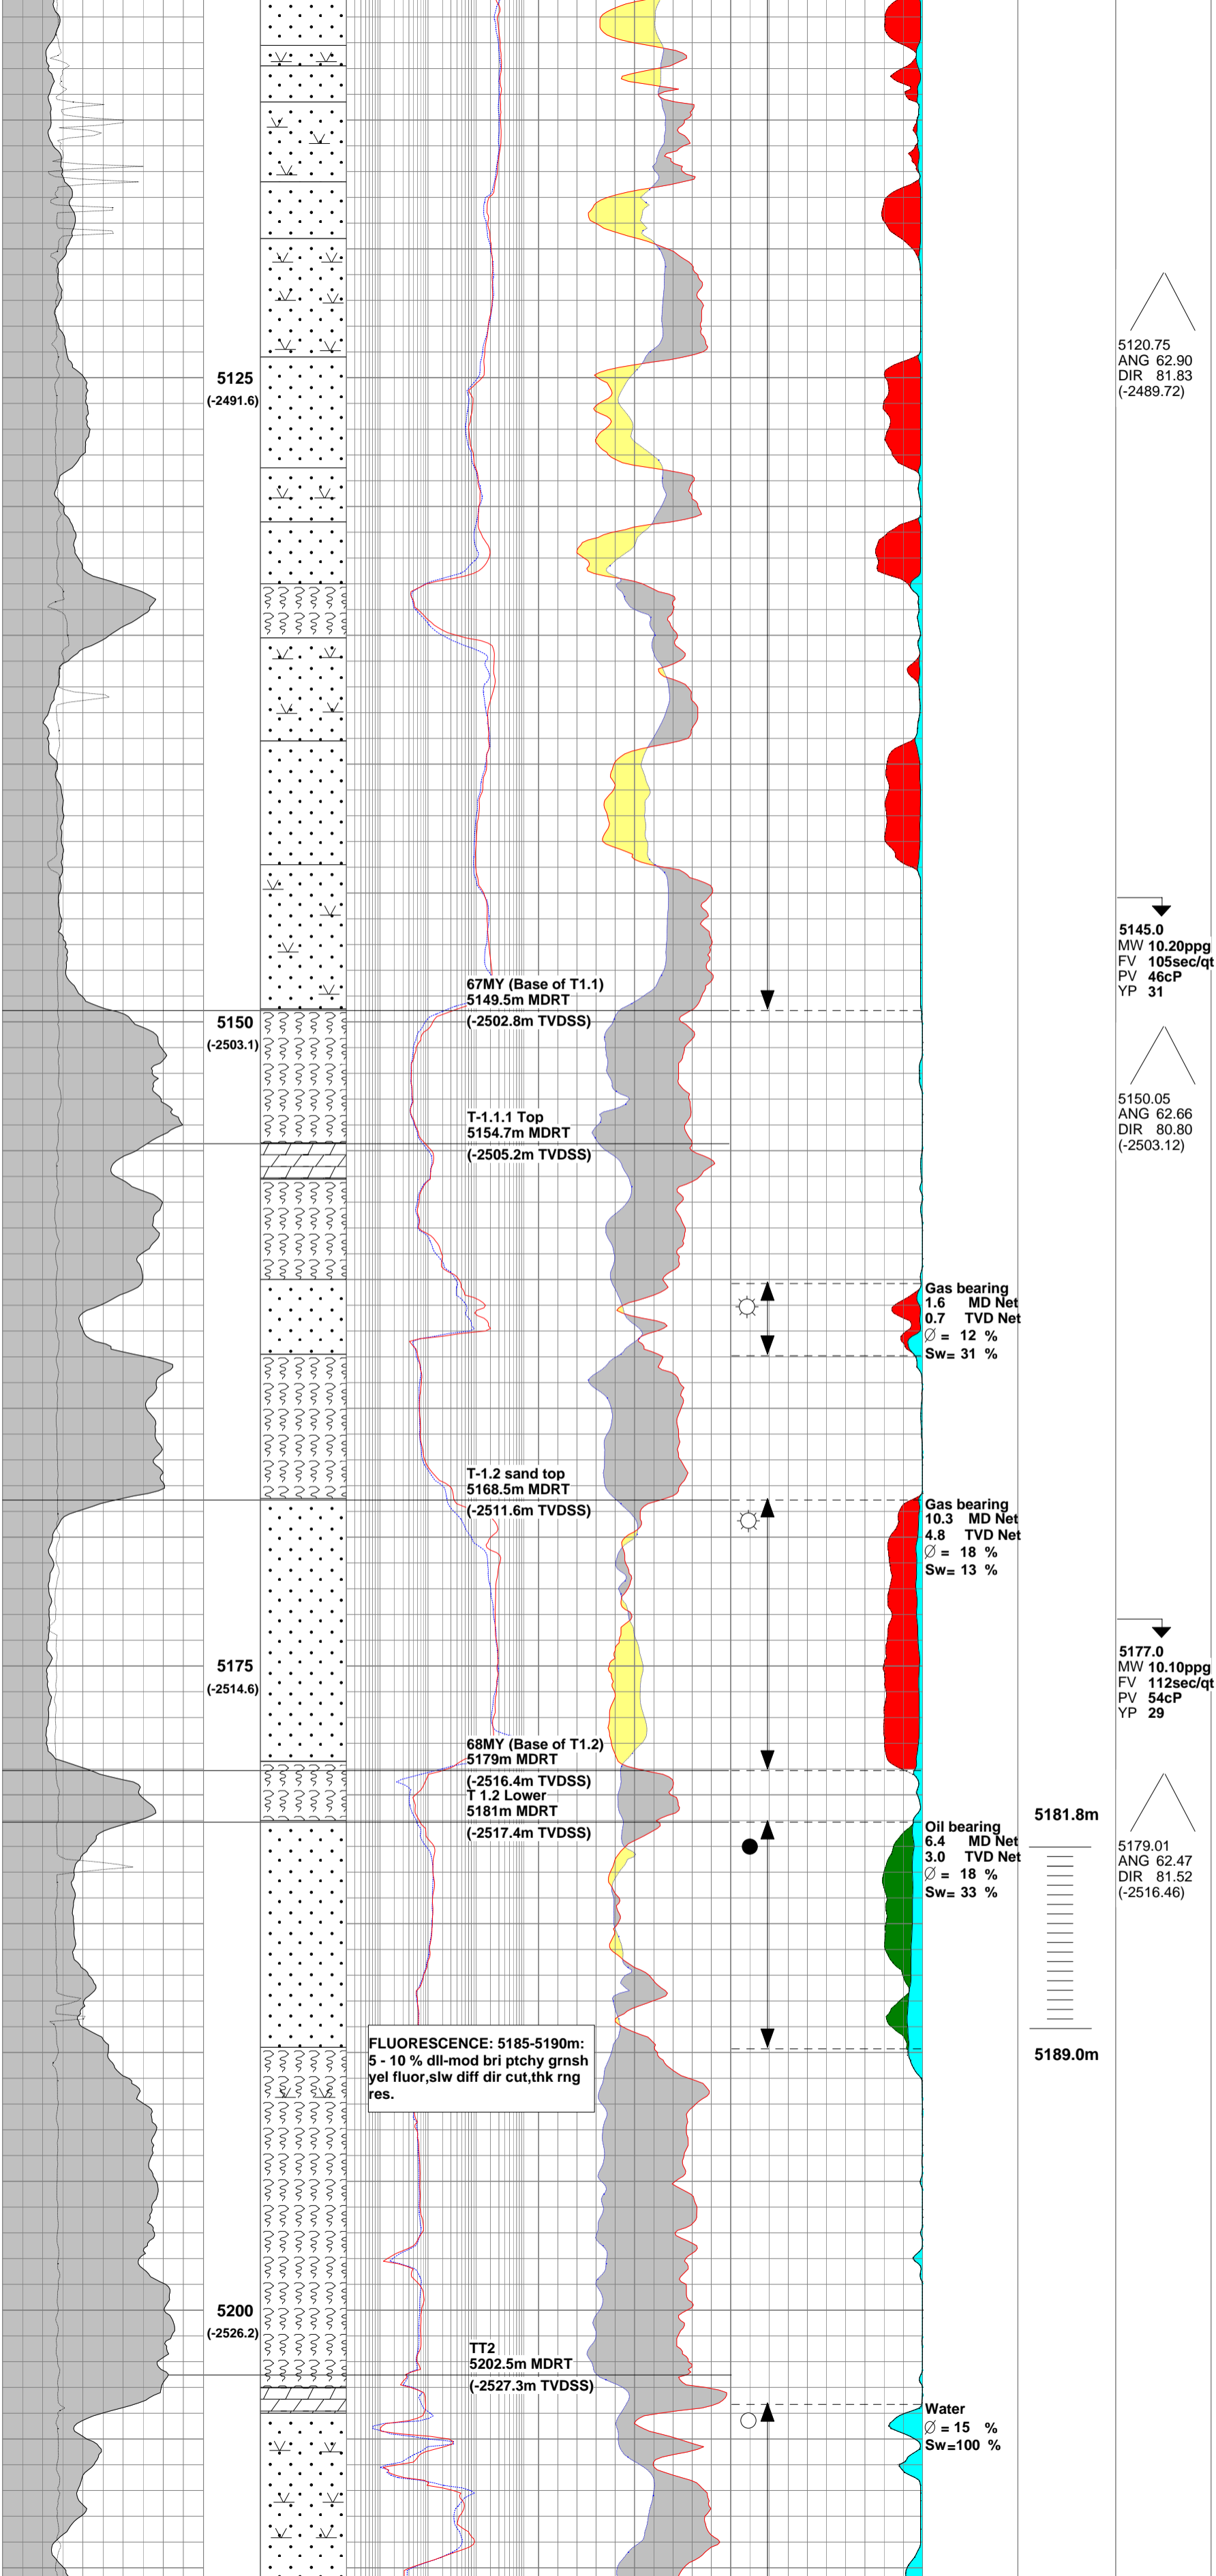 5120.75
ANG 62.90
DIR 81.83
(-2489.72)
5125
(-2491.6)
5145.0
MW 10.20ppg
FV 105sec/qt
PV 46cP
YP 31
67MY (Base of T1.1)
5149.5m MDRT
(-2502.8m TVDSS)
5150
(-2503.1)
5150.05
ANG 62.66
DIR 80.80
(-2503.12)
T-1.1.1 Top
5154.7m MDRT
(-2505.2m TVDSS)
Gas bearing
1.6 MD Net
0.7 TVD Net
Ø = 12 %
Sw= 31 %
T-1.2 sand top
5168.5m MDRT
(-2511.6m TVDSS)
Gas bearing
10.3 MD Net
4.8 TVD Net
Ø = 18 %
Sw= 13 %
5175
(-2514.6)
5177.0
MW 10.10ppg
FV 112sec/qt
PV 54cP
YP 29
68MY (Base of T1.2)
5179m MDRT
(-2516.4m TVDSS)
T 1.2 Lower
5181m MDRT
(-2517.4m TVDSS)
Oil bearing
6.4 MD Net
3.0 TVD Net
Ø = 18 %
Sw= 33 %
5181.8m
5189.0m
5179.01
ANG 62.47
DIR 81.52
(-2516.46)
FLUORESCENCE: 5185-5190m:
5 - 10 % dll-mod bri ptchy grnsh
yel fluor,slw diff dir cut,thk rng
res.
5200
(-2526.2)
TT2
5202.5m MDRT
(-2527.3m TVDSS)
Water
Ø = 15 %
Sw=100 %